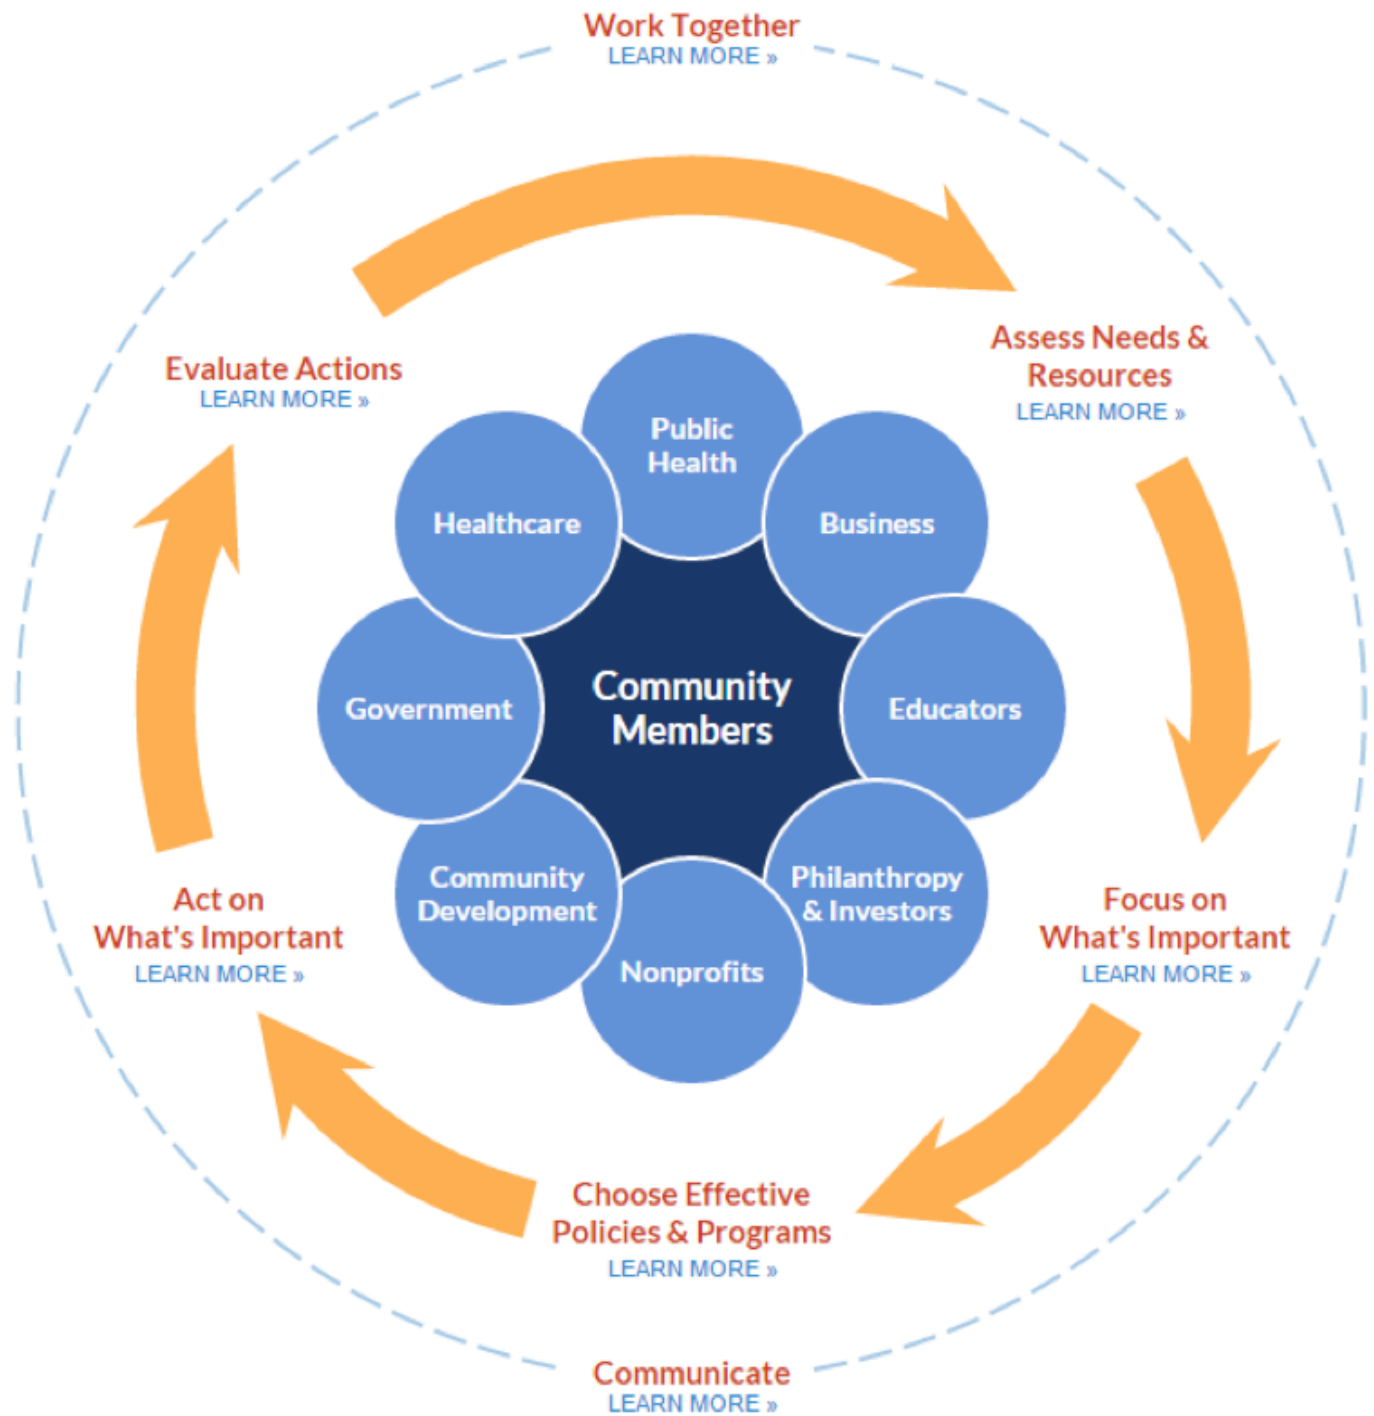 Work Together
LEARN MORE »
Assess Needs &
Resources
LEARN MORE »
Evaluate Actions
LEARN MORE »
Public
Health
Healthcare
Business
Government
Community
Members
Educators
Community
Development
Philanthropy
& Investors
Nonprofits
Act on
What's Important
LEARN MORE »
Focus on
What's Important
LEARN MORE »
Choose Effective
Policies & Programs
LEARN MORE »
Communicate
LEARN MORE »